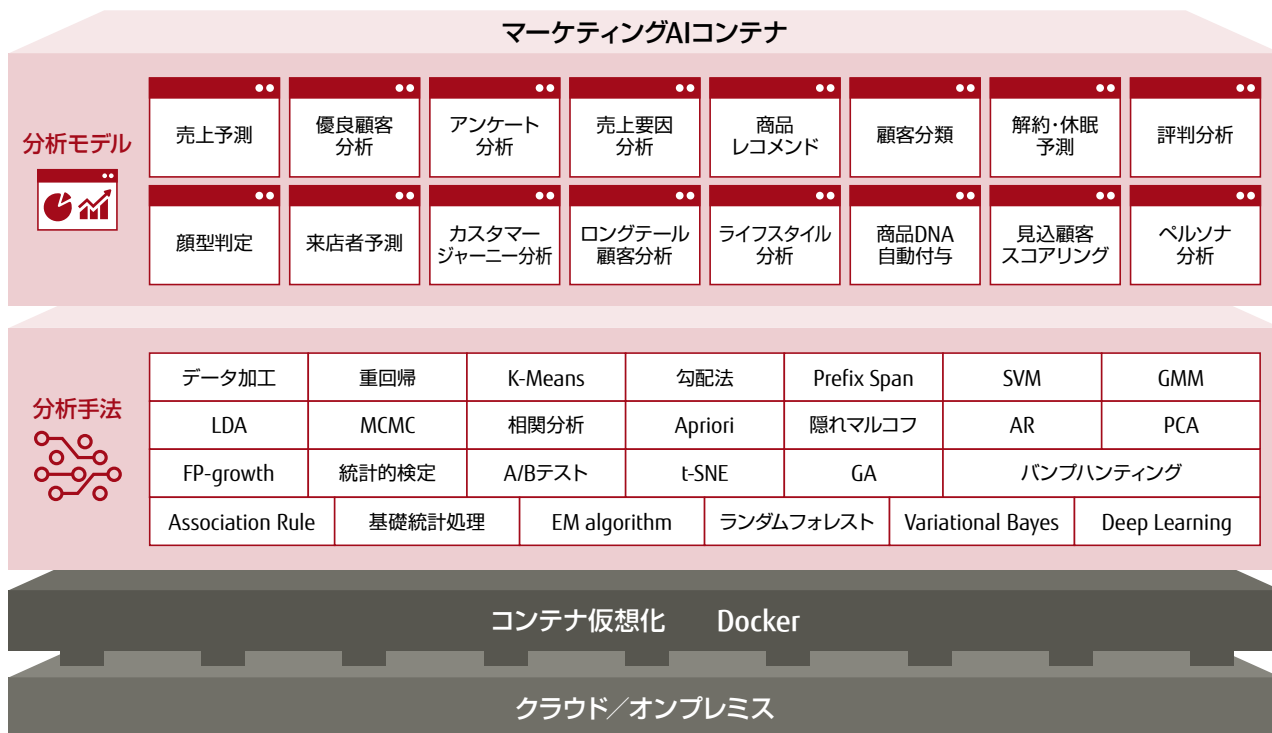 マーケティングAIコンテナ
分析モデル
売上予測
優良顧客
分析
アンケート
分析
売上要因
分析
商品
レコメンド
顧客分類
解約・休眠
予測
評判分析
顔型判定
来店者予測
カスタマー
ジャーニー分析
ロングテール
顧客分析
ライフスタイル
分析
商品DNA
自動付与
見込顧客
スコアリング
ペルソナ
分析
分析手法
データ加工
重回帰
K-Means
勾配法
Prefix Span
SVM
GMM
LDA
MCMC
相関分析
Apriori
隠れマルコフ
AR
PCA
FP-growth
統計的検定
A/Bテスト
t-SNE
GA
バンプハンティング
Association Rule
基礎統計処理
EM algorithm
ランダムフォレスト
Variational Bayes
Deep Learning
コンテナ仮想化 Docker
クラウド／オンプレミス